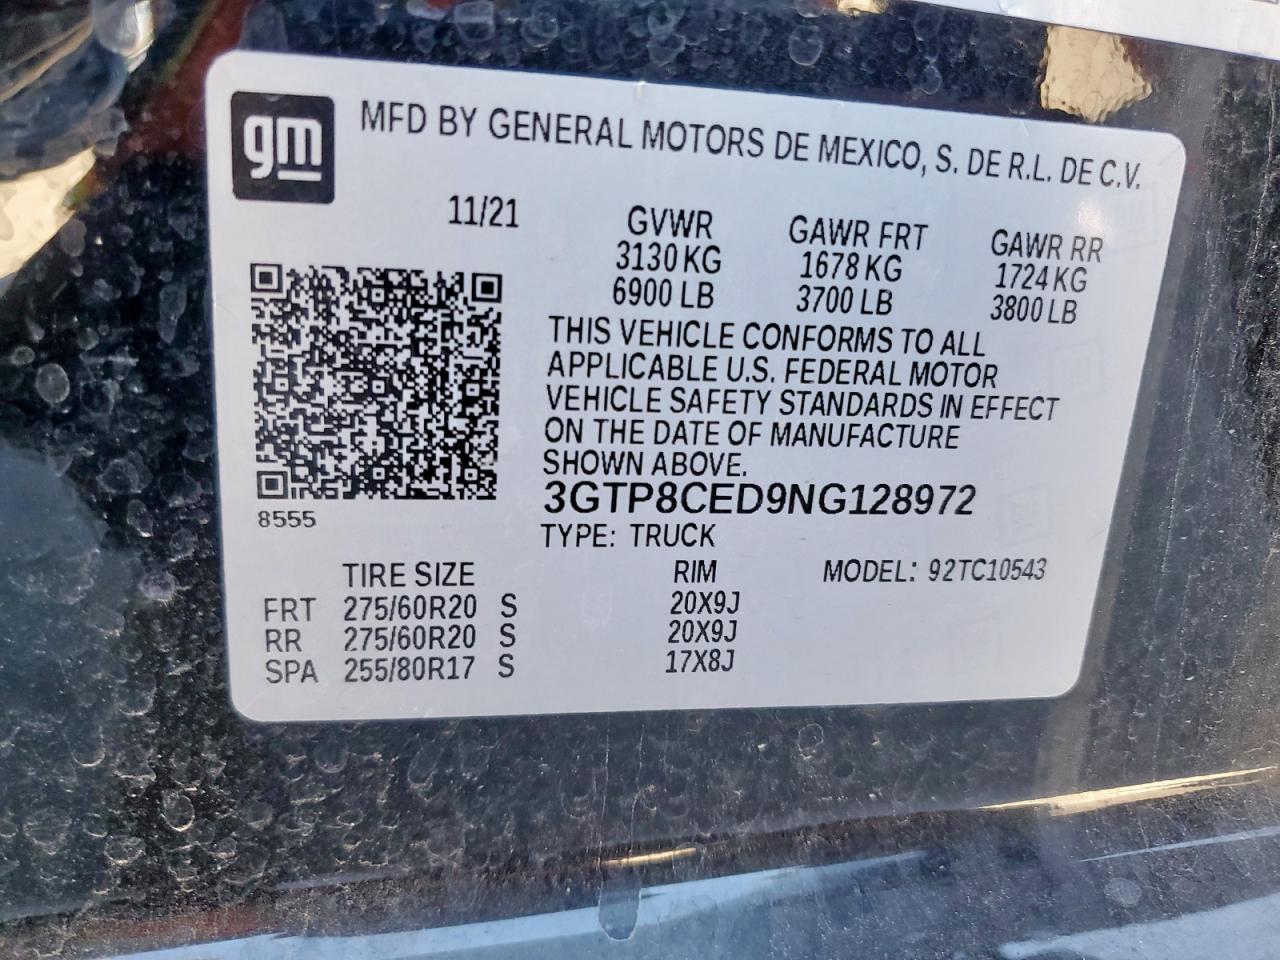 gm
MFD BY GENERAL MOTORS DE MEXICO, S. DE R.L. DE C.V.
11/21
GVWR GAWR FRT GAWR RR
3130 KG 1678 KG 1724 KG
6900 LB 3700 LB 3800 LB
THIS VEHICLE CONFORMS TO ALL
APPLICABLE U.S. FEDERAL MOTOR
VEHICLE SAFETY STANDARDS IN EFFECT
ON THE DATE OF MANUFACTURE
SHOWN ABOVE.
3GTP8CED9NG128972
8555
TYPE: TRUCK
TIRE SIZE RIM MODEL: 92TC10543
FRT 275/60R20 S 20X9J
RR 275/60R20 S 20X9J
SPA 255/80R17 S 17X8J